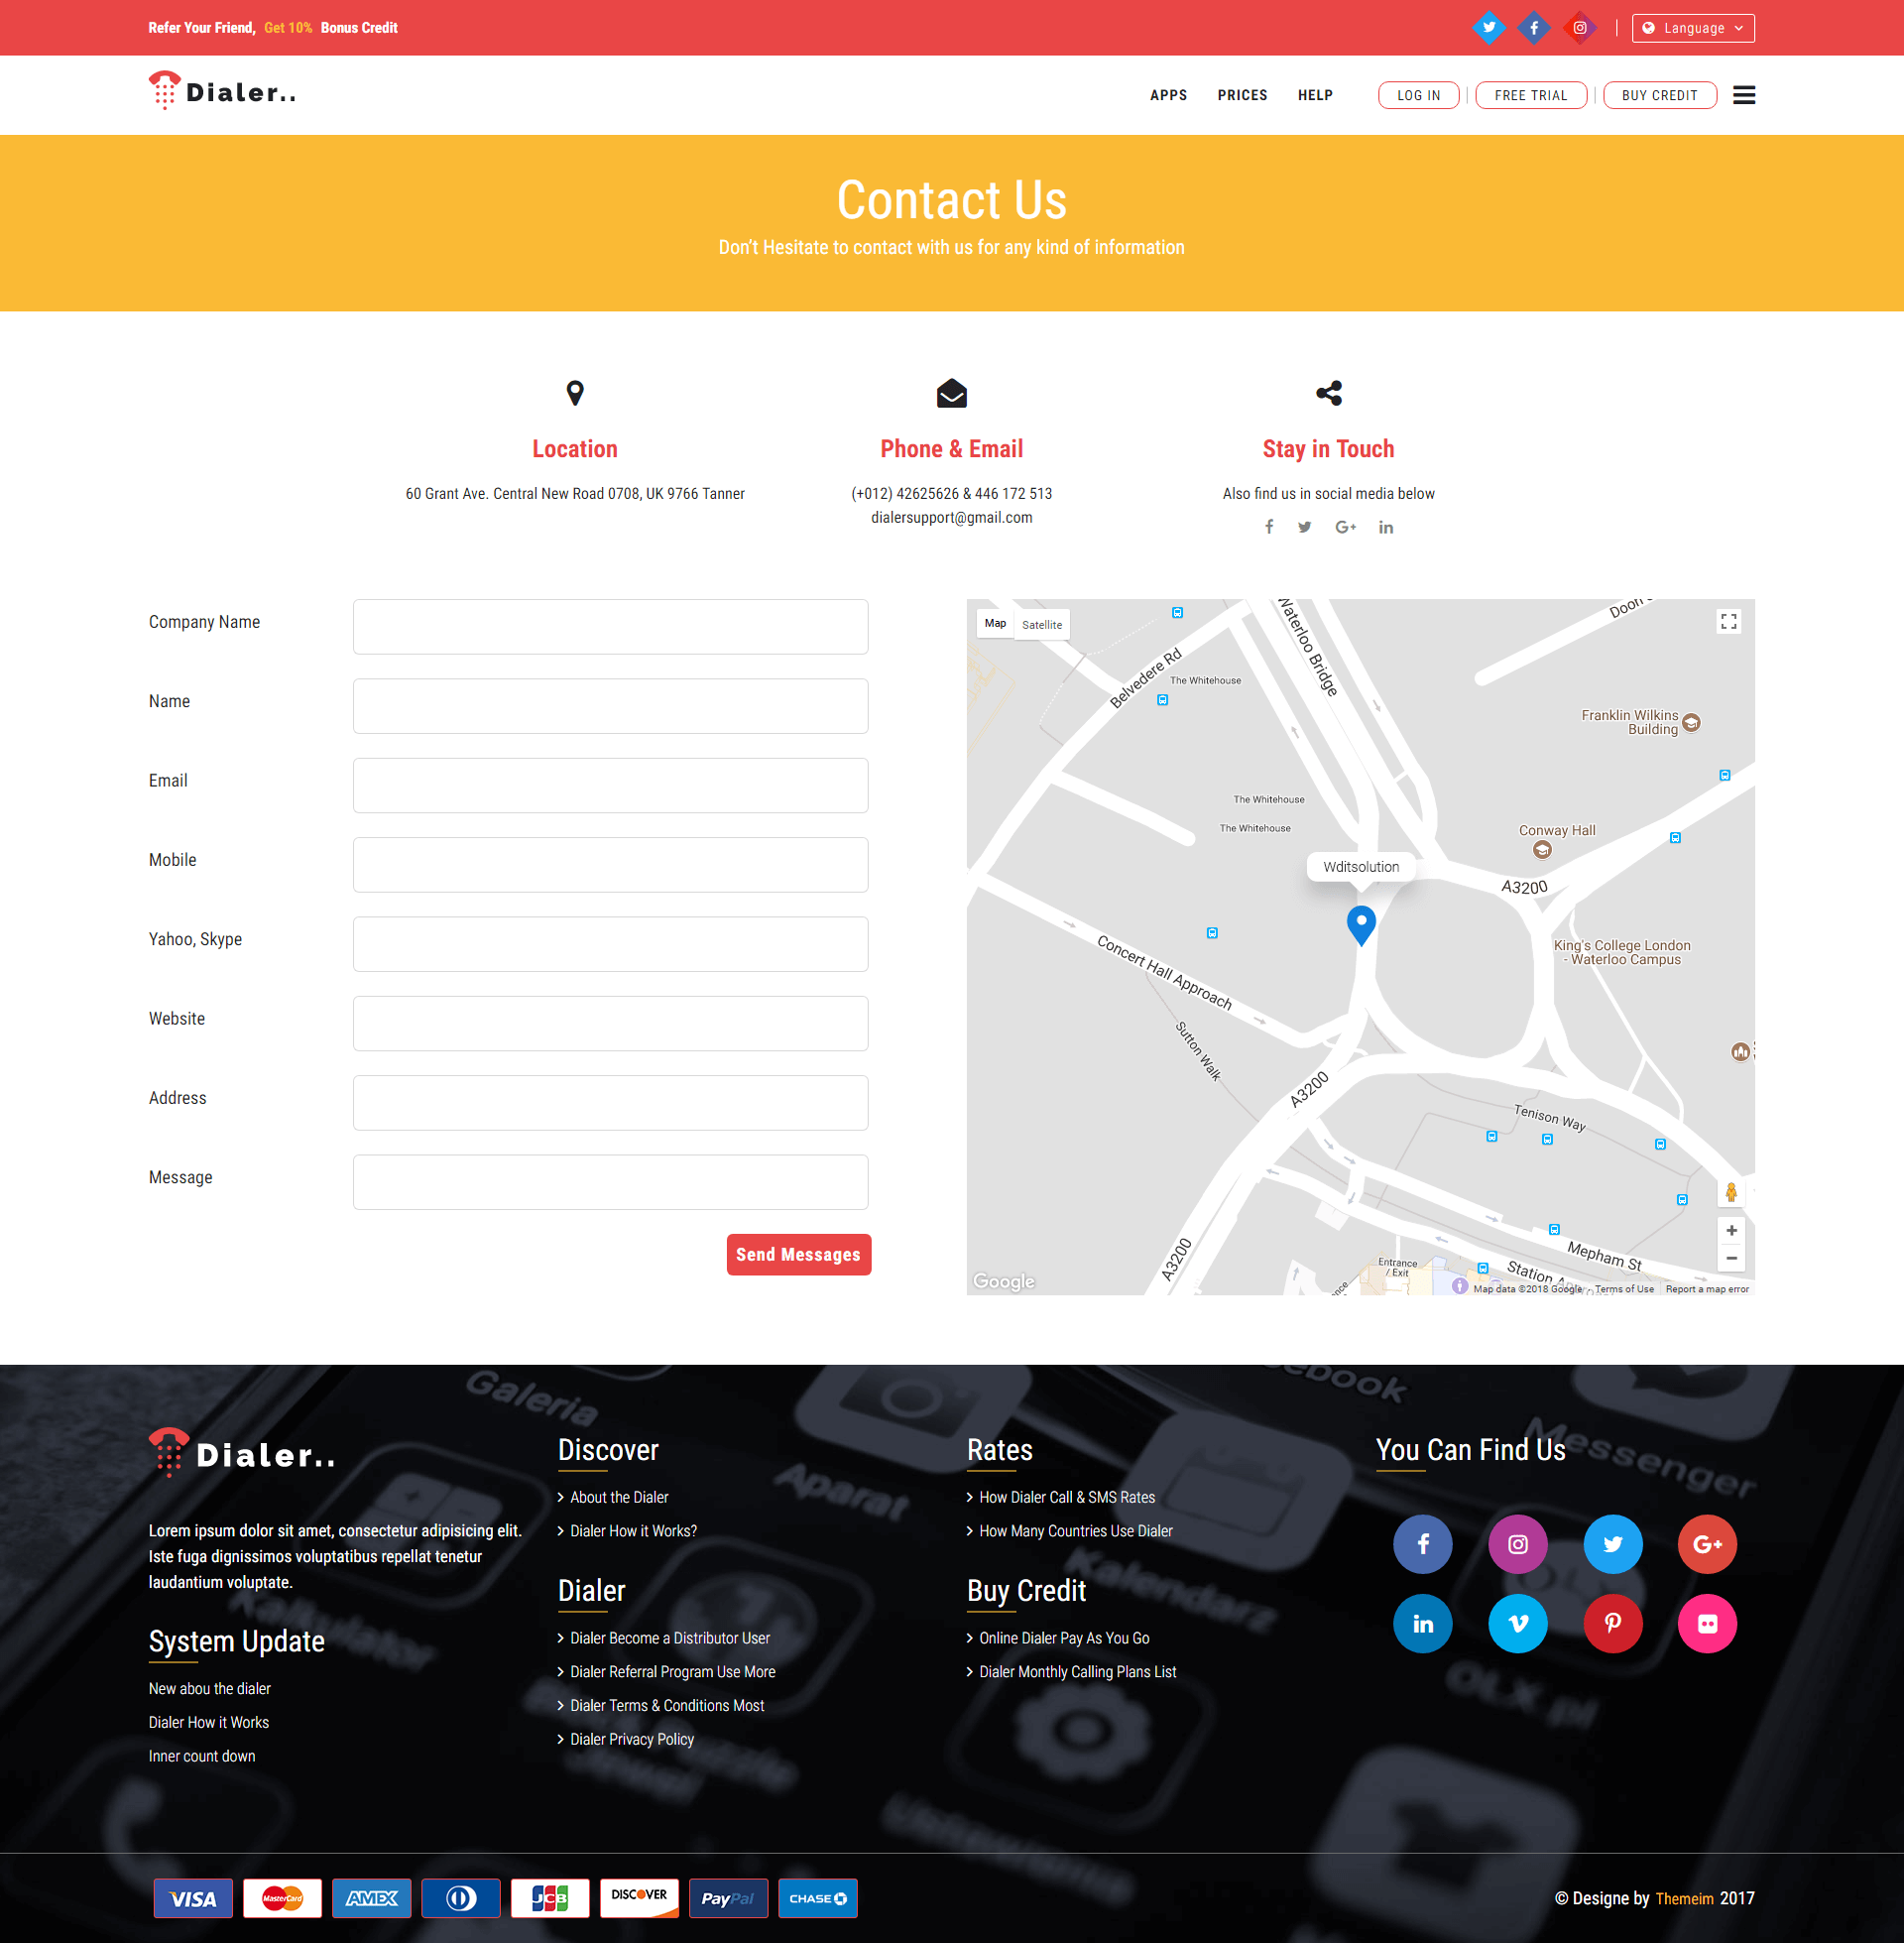 Refer Your Friend, Get 10% Bonus Credit
Language
Dialer..
APPS PRICES HELP
LOG IN
FREE TRIAL
BUY CREDIT
Contact Us
Don't Hesitate to contact with us for any kind of information
Location
60 Grant Ave. Central New Road 0708, UK 9766 Tanner
Phone & Email
(+012) 42625626 & 446 172 513
dialersupport@gmail.com
Stay in Touch
Also find us in social media below
Company Name
Name
Email
Mobile
Yahoo, Skype
Website
Address
Message
Send Messages
Map
Satellite
Belvedere Rd
Waterloo Bridge
The Whitehouse
Franklin Wilkins
Building
The Whitehouse
The Whitehouse
Conway Hall
A3200
Wditsolution
King's College London
- Waterloo Campus
Concert Hall Approach
Sutton Walk
A3200
Tenison Way
A3200
Mepham St
Entrance
/ Exit
Google
Map data ©2018 Google
Terms of Use
Report a map error
Dialer..
Lorem ipsum dolor sit amet, consectetur adipisicing elit.
Iste fuga dignissimos voluptatibus repellat tenetur
laudantium voluptate.
System Update
New abou the dialer
Dialer How it Works
Inner count down
Discover
About the Dialer
Dialer How it Works?
Dialer
Dialer Become a Distributor User
Dialer Referral Program Use More
Dialer Terms & Conditions Most
Dialer Privacy Policy
Rates
How Dialer Call & SMS Rates
How Many Countries Use Dialer
Buy Credit
Online Dialer Pay As You Go
Dialer Monthly Calling Plans List
You Can Find Us
Galeria
Aparat
Messenger
Kalkulator
Kalendarz
OLX.pl
VISA
MasterCard
AMEX
JCB
DISCOVER
PayPal
CHASE
© Designe by Themeim 2017